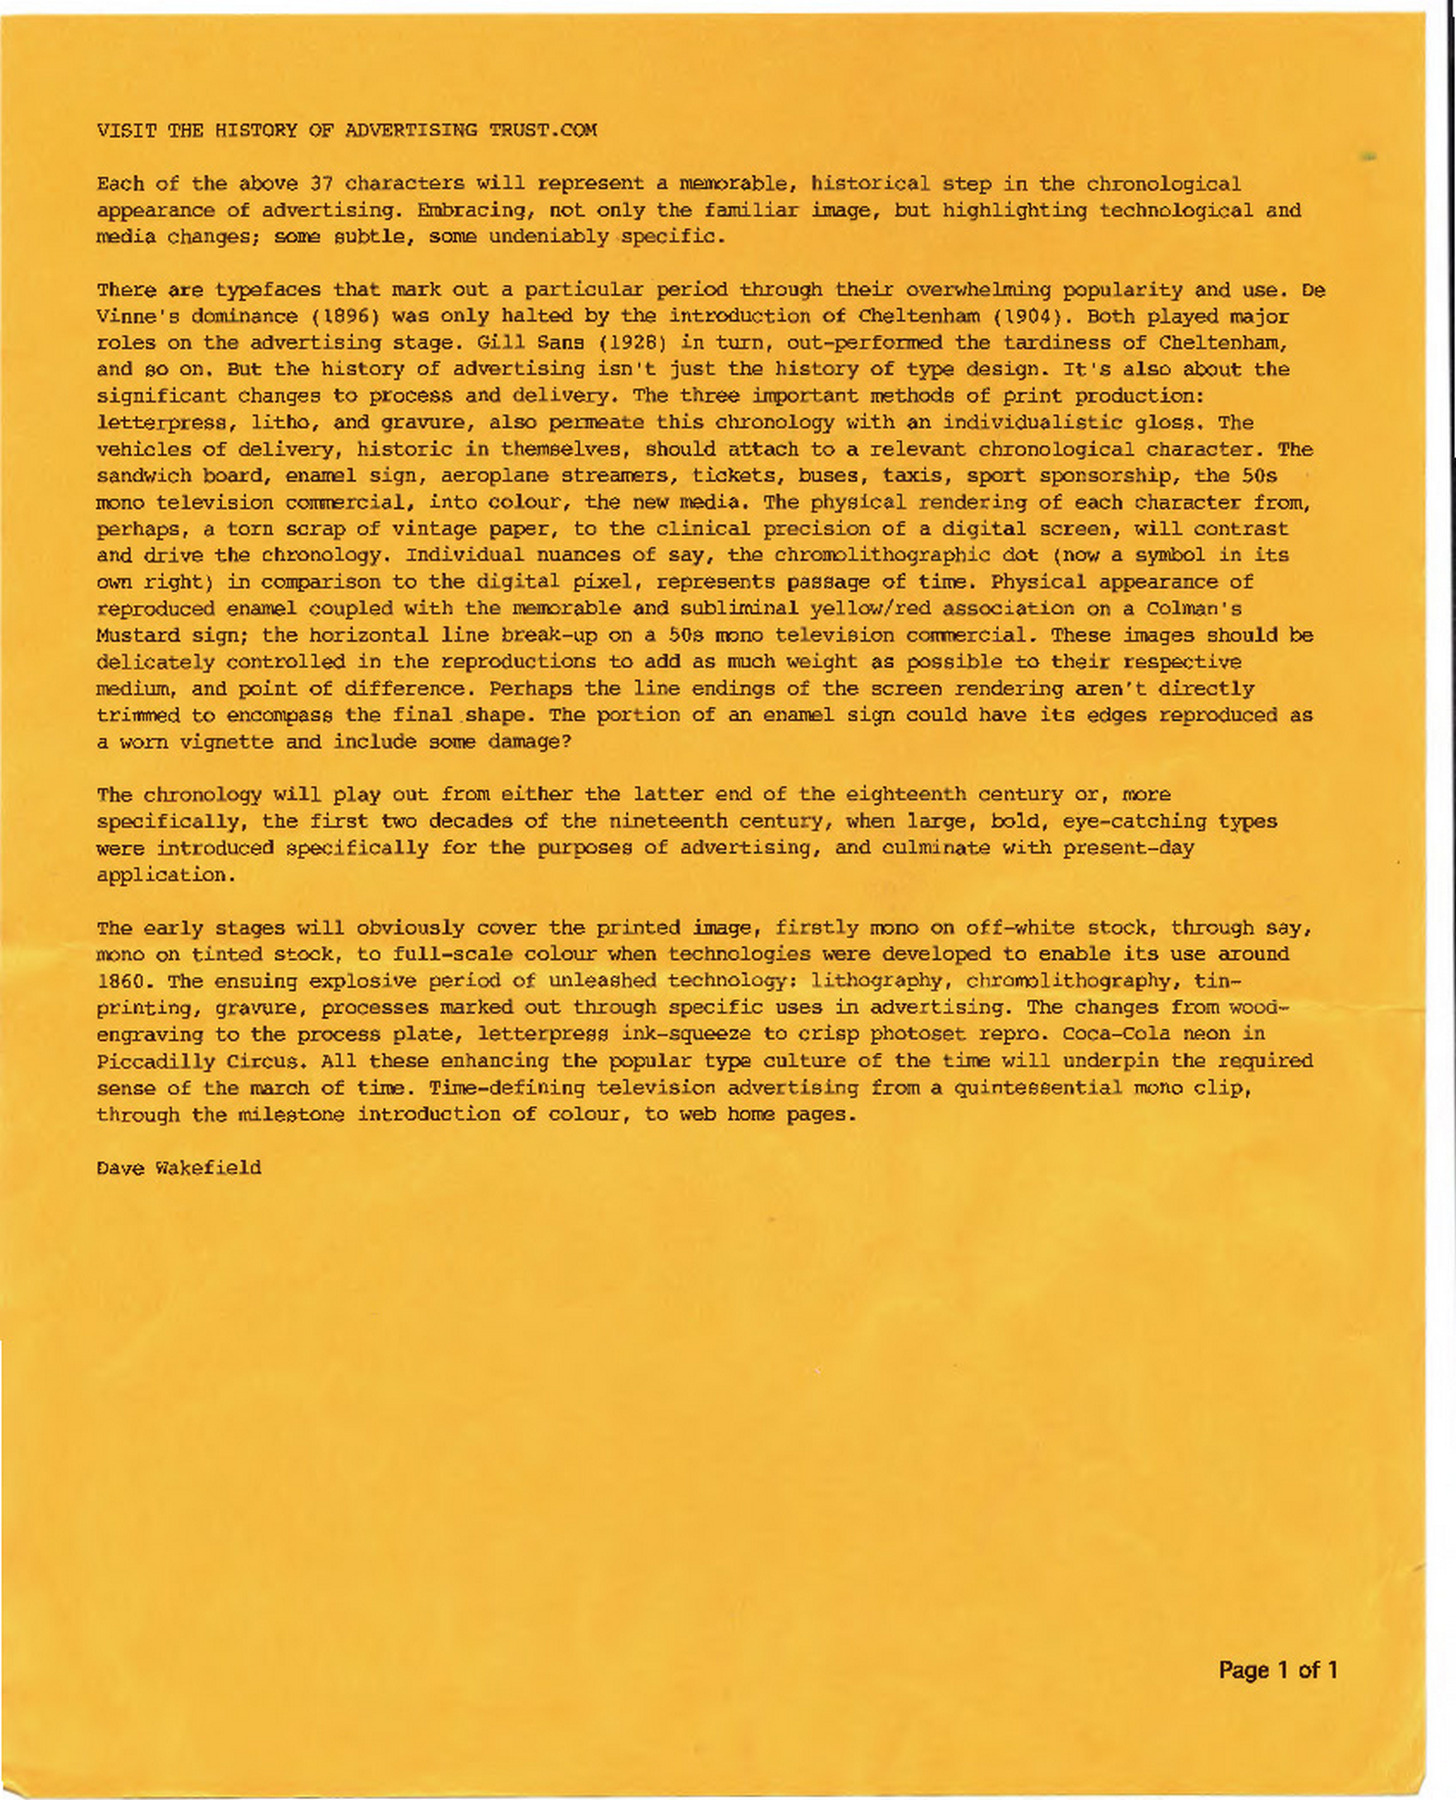 VISIT THE HISTORY OF ADVERTISING TRUST.COM
Each of the above 37 characters will represent a memorable, historical step in the chronological
appearance of advertising. Embracing, not only the familiar image, but highlighting technological and
media changes; some subtle, some undeniably specific.
There are typefaces that mark out a particular period through their overwhelming popularity and use. De
Vinne's dominance (1896) was only halted by the introduction of Cheltenham (1904). Both played major
roles on the advertising stage. Gill Sans (1928) in turn, out-performed the tardiness of Cheltenham,
and so on. But the history of advertising isn't just the history of type design. It's also about the
significant changes to process and delivery. The three important methods of print production:
letterpress, litho, and gravure, also permeate this chronology with an individualistic gloss. The
vehicles of delivery, historic in themselves, should attach to a relevant chronological character. The
sandwich board, enamel sign, aeroplane streamers, tickets, buses, taxis, sport sponsorship, the 50s
mono television commercial, into colour, the new media. The physical rendering of each character from,
perhaps, a torn scrap of vintage paper, to the clinical precision of a digital screen, will contrast
and drive the chronology. Individual nuances of say, the chromolithographic dot (now a symbol in its
own right) in comparison to the digital pixel, represents passage of time. Physical appearance of
reproduced enamel coupled with the memorable and subliminal yellow/red association on a Colman's
Mustard sign; the horizontal line break-up on a 50s mono television commercial. These images should be
delicately controlled in the reproductions to add as much weight as possible to their respective
medium, and point of difference. Perhaps the line endings of the screen rendering aren't directly
trimmed to encompass the final shape. The portion of an enamel sign could have its edges reproduced as
a worn vignette and include some damage?
The chronology will play out from either the latter end of the eighteenth century or, more
specifically, the first two decades of the nineteenth century, when large, bold, eye-catching types
were introduced specifically for the purposes of advertising, and culminate with present-day
application.
The early stages will obviously cover the printed image, firstly mono on off-white stock, through say,
mono on tinted stock, to full-scale colour when technologies were developed to enable its use around
1860. The ensuing explosive period of unleashed technology: lithography, chromolithography, tin-
printing, gravure, processes marked out through specific uses in advertising. The changes from wood-
engraving to the process plate, letterpress ink-squeeze to crisp photoset repro. Coca-Cola neon in
Piccadilly Circus. All these enhancing the popular type culture of the time will underpin the required
sense of the march of time. Time-defining television advertising from a quintessential mono clip,
through the milestone introduction of colour, to web home pages.
Dave Wakefield
Page 1 of 1